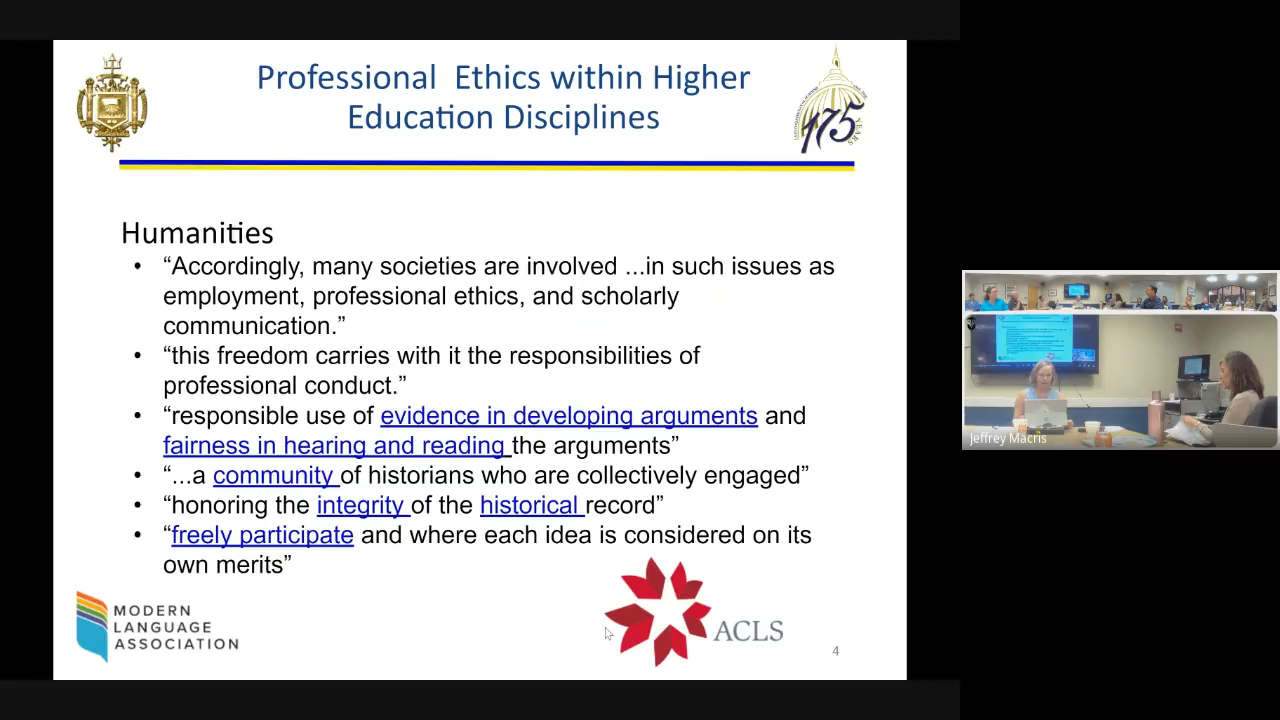 Professional Ethics within Higher
Education Disciplines
175
YEARS
Humanities
• “Accordingly, many societies are involved ...in such issues as
employment, professional ethics, and scholarly
communication.”
• “this freedom carries with it the responsibilities of
professional conduct.”
• “responsible use of evidence in developing arguments and
fairness in hearing and reading the arguments”
• “...a community of historians who are collectively engaged”
• “honoring the integrity of the historical record”
• “freely participate and where each idea is considered on its
own merits”
MODERN
LANGUAGE
ASSOCIATION
ACLS
4
Jeffrey Macris